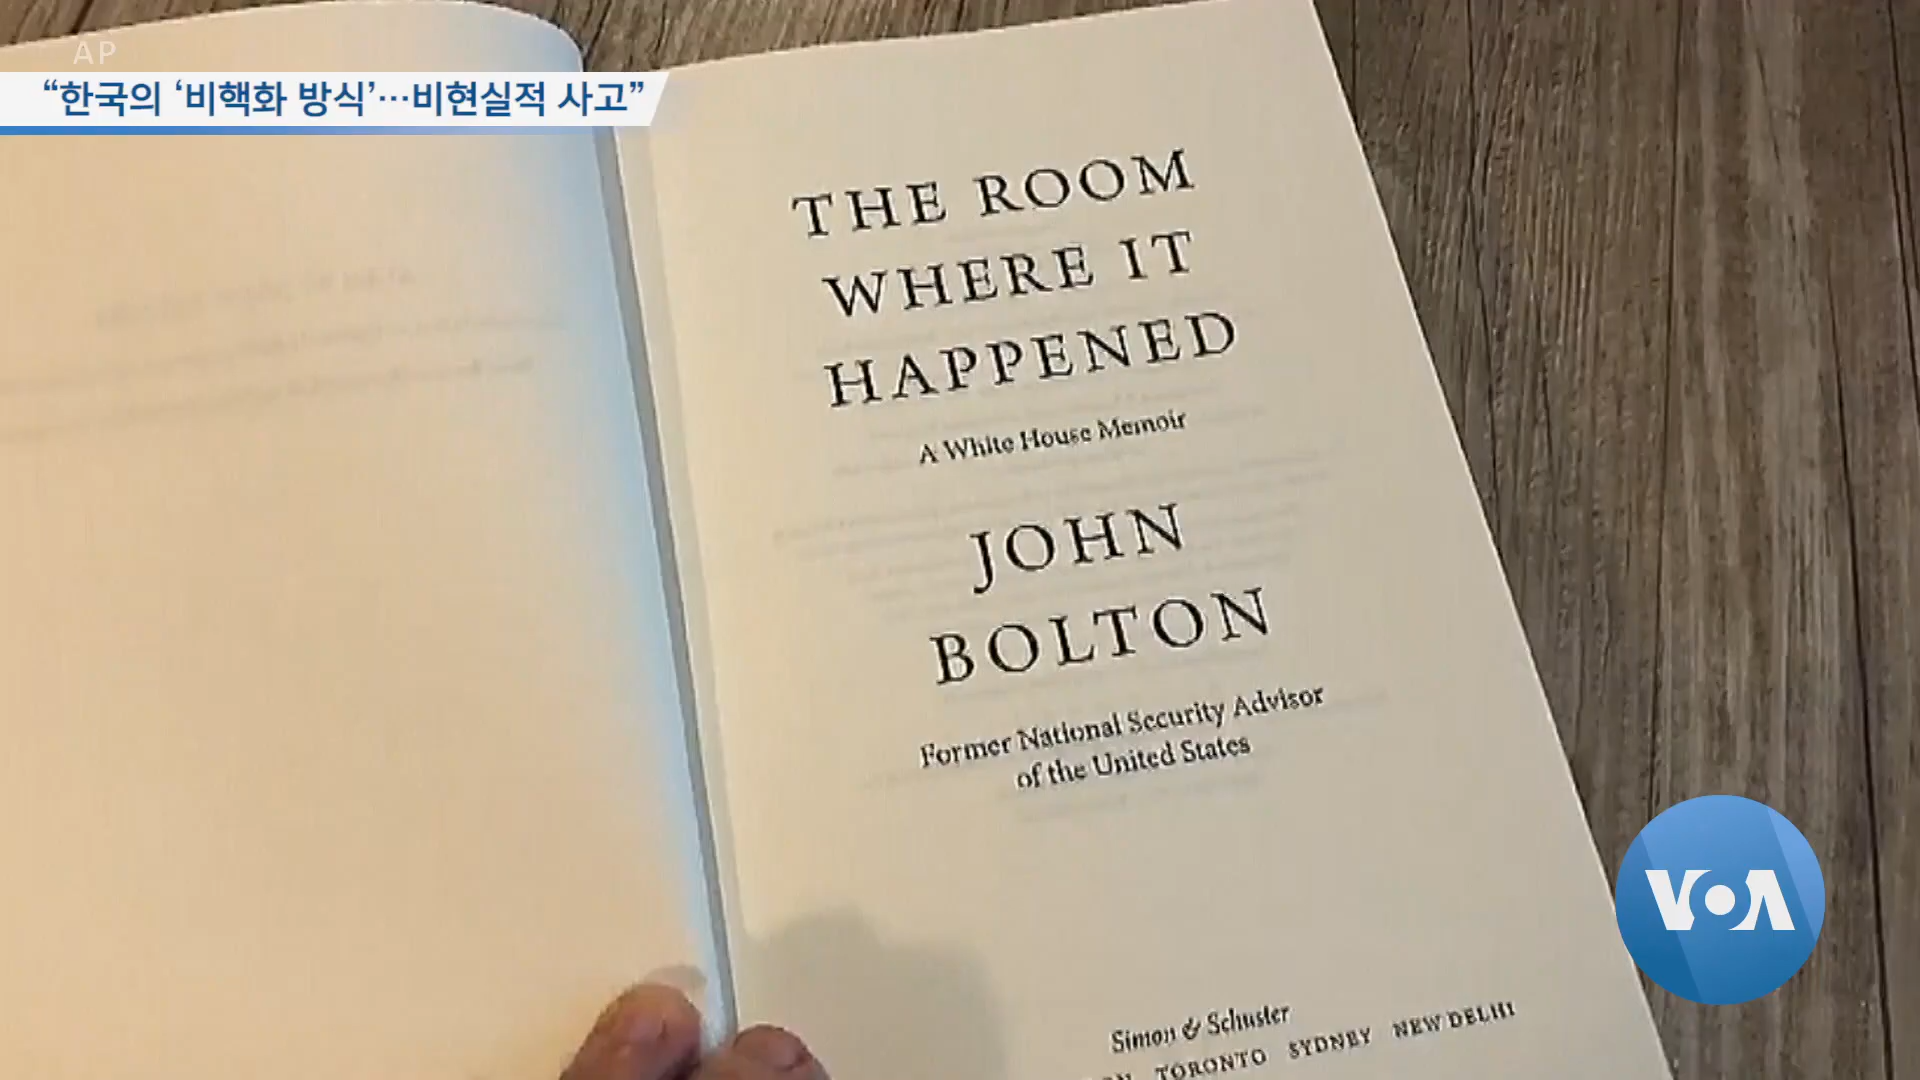 AP
“한국의 ‘비핵화 방식’…비현실적 사고”
THE ROOM
WHERE IT
HAPPENED
A White House Memoir
JOHN
BOLTON
Former National Security Advisor
of the United States
VOA
Simon & Schuster
TORONTO SYDNEY NEW DELHI